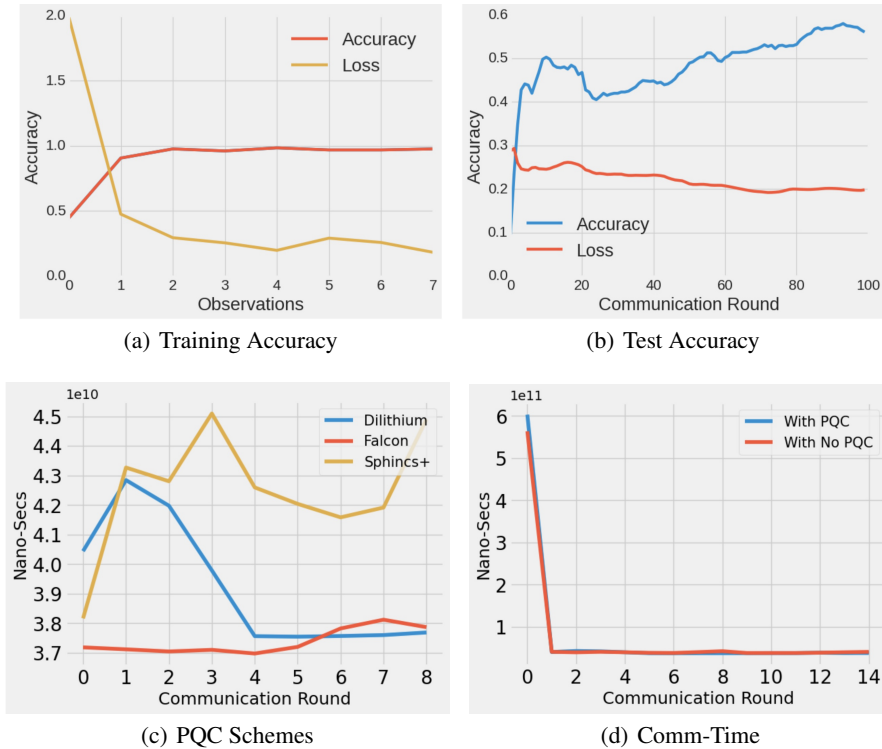 2.0
1.5
1.0
0.5
0.0
Accuracy
Accuracy
Loss
0 1 2 3 4 5 6 7
Observations
(a) Training Accuracy
0.6
0.5
0.4
0.3
0.2
0.1
0.0
Accuracy
Accuracy
Loss
0 20 40 60 80 100
Communication Round
(b) Test Accuracy
1e10
4.5
4.4
4.3
4.2
4.1
4.0
3.9
3.8
3.7
Nano-Secs
Dilithium
Falcon
Sphincs+
0 1 2 3 4 5 6 7 8
Communication Round
(c) PQC Schemes
1e11
6
5
4
3
2
1
Nano-Secs
With PQC
With No PQC
0 2 4 6 8 10 12 14
Communication Round
(d) Comm-Time